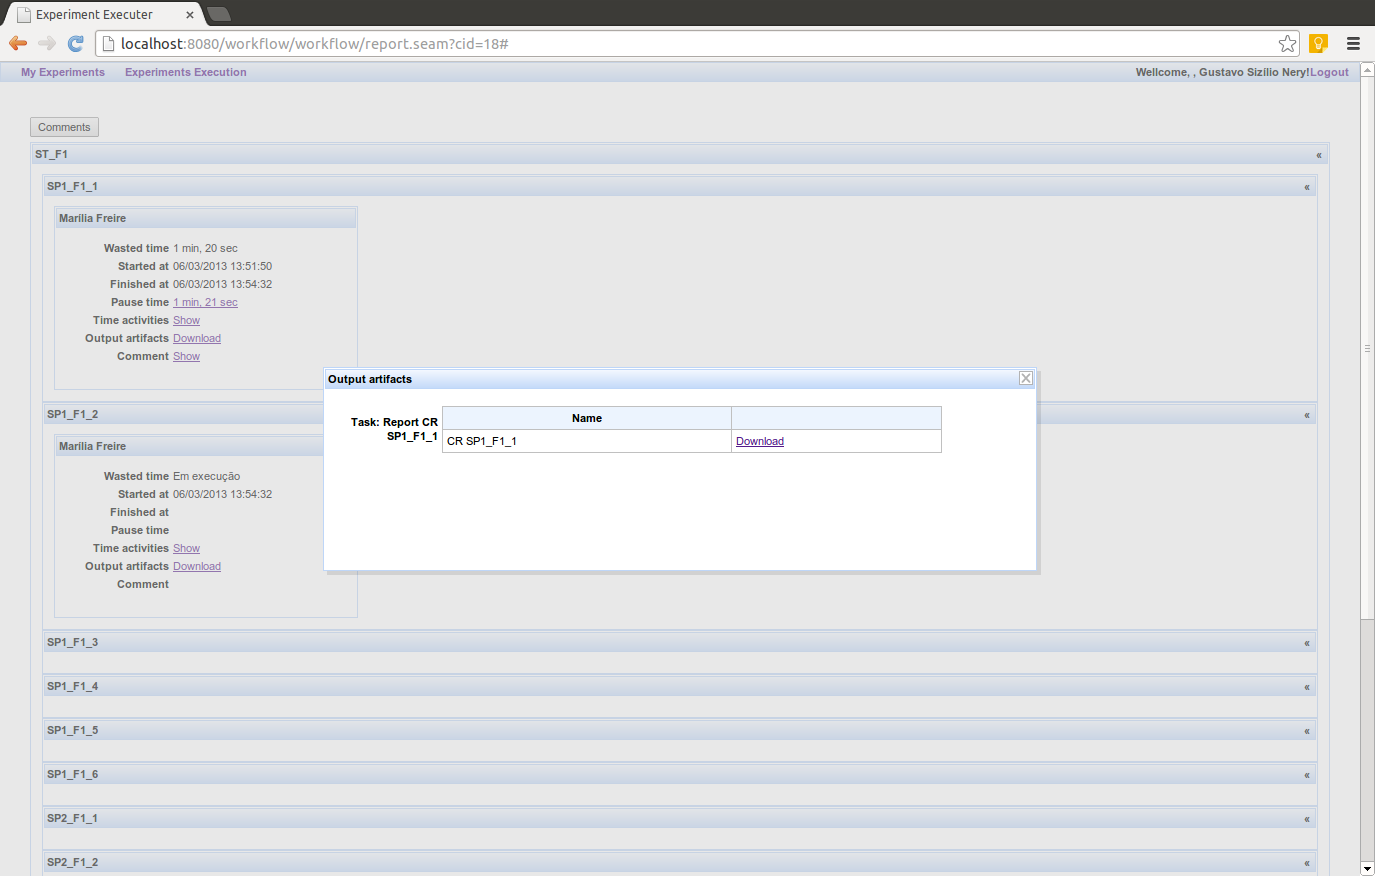 Experiment Executer
localhost:8080/workflow/workflow/report.seam?cid=18#
My Experiments Experiments Execution Wellcome, , Gustavo Sizílio Nery!Logout
Comments
ST_F1 «
SP1_F1_1 «
Marília Freire
Wasted time 1 min, 20 sec
Started at 06/03/2013 13:51:50
Finished at 06/03/2013 13:54:32
Pause time 1 min, 21 sec
Time activities Show
Output artifacts Download
Comment Show
Output artifacts
Task: Report CR SP1_F1_1
Name
CR SP1_F1_1 Download
SP1_F1_2 «
Marília Freire
Wasted time Em execução
Started at 06/03/2013 13:54:32
Finished at
Pause time
Time activities Show
Output artifacts Download
Comment
SP1_F1_3 «
SP1_F1_4 «
SP1_F1_5 «
SP1_F1_6 «
SP2_F1_1 «
SP2_F1_2 «